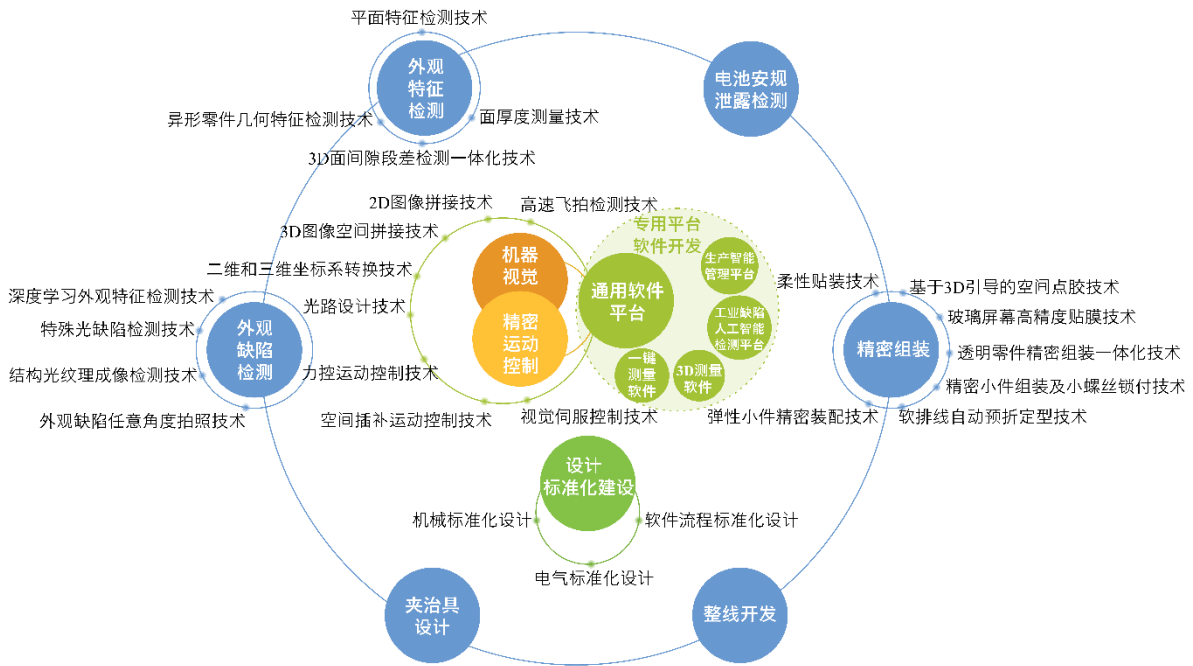 平面特征检测技术
外观
特征
检测
异形零件几何特征检测技术
面厚度测量技术
3D面间隙段差检测一体化技术
电池安规
泄露检测
2D图像拼接技术
高速飞拍检测技术
3D图像空间拼接技术
二维和三维坐标系转换技术
光路设计技术
力控运动控制技术
空间插补运动控制技术
视觉伺服控制技术
机器
视觉
精密
运动
控制
通用软件
平台
专用平台
软件开发
生产智能
管理平台
工业缺陷
人工智能
检测平台
3D测量
软件
一键
测量
软件
深度学习外观特征检测技术
特殊光缺陷检测技术
结构光纹理成像检测技术
外观缺陷任意角度拍照技术
外观
缺陷
检测
柔性贴装技术
基于3D引导的空间点胶技术
玻璃屏幕高精度贴膜技术
透明零件精密组装一体化技术
精密小件组装及小螺丝锁付技术
软排线自动预折定型技术
弹性小件精密装配技术
精密组装
设计
标准化建设
机械标准化设计
软件流程标准化设计
电气标准化设计
夹治具
设计
整线开发